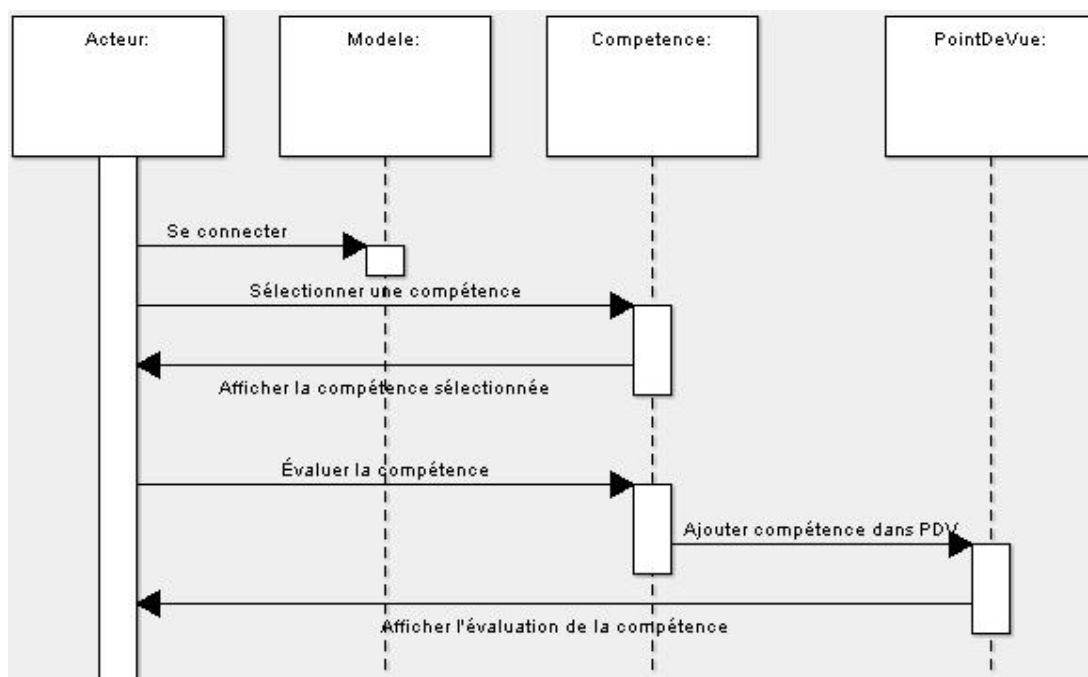 Acteur:
Modele:
Competence:
PointDeVue:
Se connecter
Sélectionner une compétence
Afficher la compétence sélectionnée
Évaluer la compétence
Ajouter compétence dans PDV
Afficher l'évaluation de la compétence